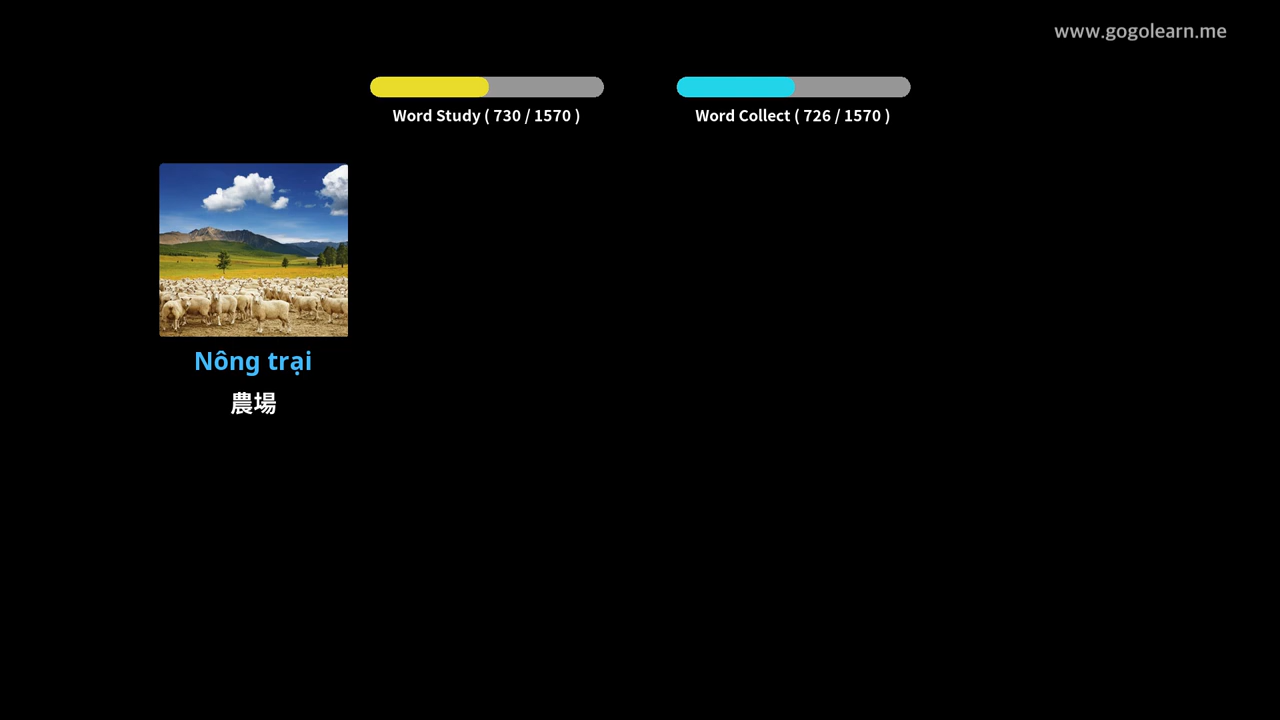 www.gogolearn.me
Word Study ( 730 / 1570 )
Word Collect ( 726 / 1570 )
Nông trại
農場